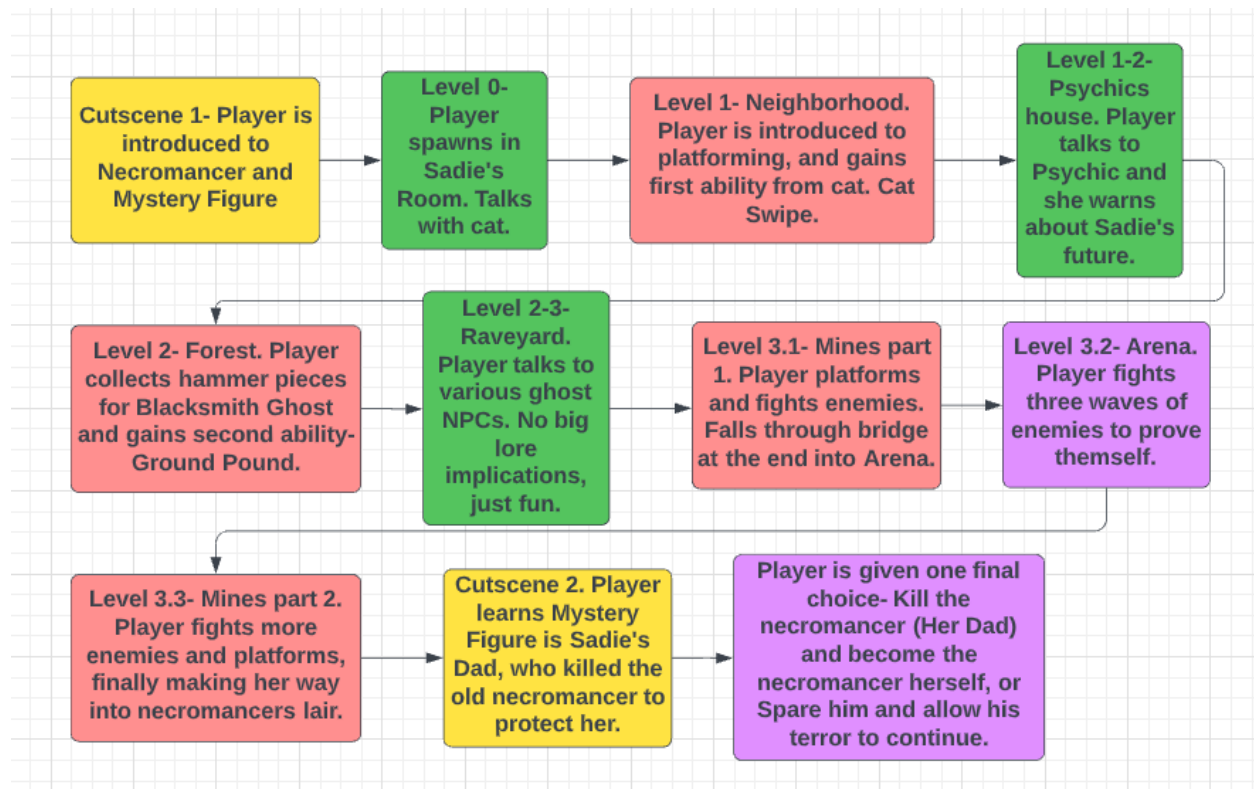 Cutscene 1- Player is
introduced to
Necromancer and
Mystery Figure
Level 0-
Player
spawns in
Sadie's
Room. Talks
with cat.
Level 1- Neighborhood.
Player is introduced to
platforming, and gains
first ability from cat. Cat
Swipe.
Level 1-2-
Psychics
house. Player
talks to
Psychic and
she warns
about Sadie's
future.
Level 2- Forest. Player
collects hammer pieces
for Blacksmith Ghost
and gains second ability-
Ground Pound.
Level 2-3-
Raveyard.
Player talks to
various ghost
NPCs. No big
lore
implications,
just fun.
Level 3.1- Mines part
1. Player platforms
and fights enemies.
Falls through bridge
at the end into Arena.
Level 3.2- Arena.
Player fights
three waves of
enemies to prove
themself.
Level 3.3- Mines part 2.
Player fights more
enemies and platforms,
finally making her way
into necromancers lair.
Cutscene 2. Player
learns Mystery
Figure is Sadie's
Dad, who killed the
old necromancer to
protect her.
Player is given one final
choice- Kill the
necromancer (Her Dad)
and become the
necromancer herself, or
Spare him and allow his
terror to continue.